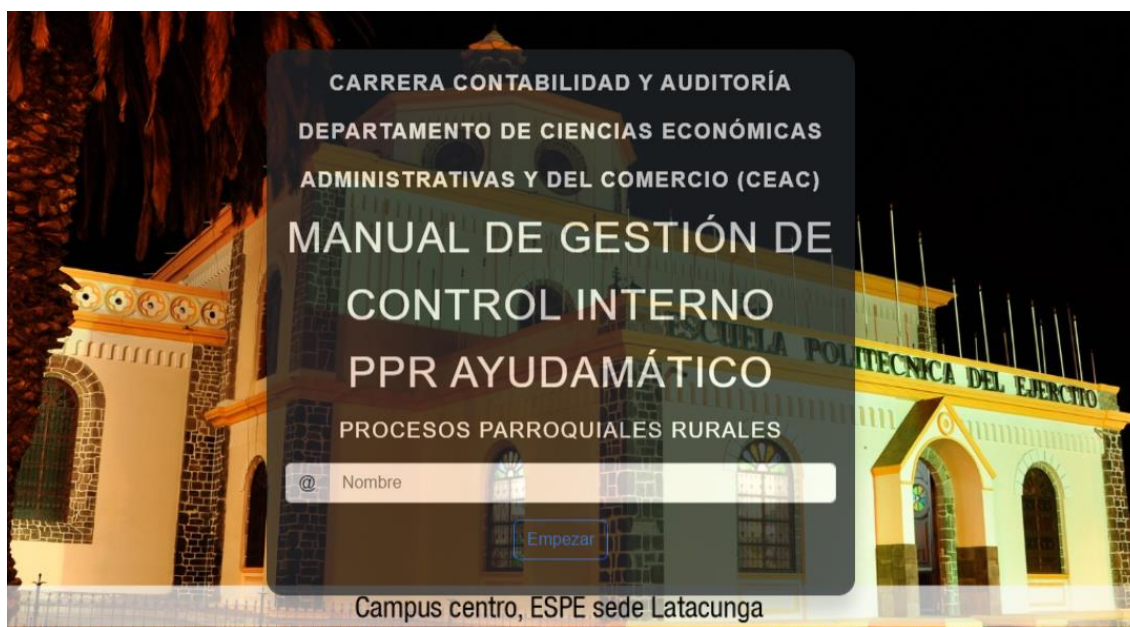 CARRERA CONTABILIDAD Y AUDITORÍA
DEPARTAMENTO DE CIENCIAS ECONÓMICAS
ADMINISTRATIVAS Y DEL COMERCIO (CEAC)
MANUAL DE GESTIÓN DE
CONTROL INTERNO
PPR AYUDAMÁTICO
PROCESOS PARROQUIALES RURALES
@ Nombre
Empezar
ESCUELA POLITECNICA DEL EJERCITO
Campus centro, ESPE sede Latacunga